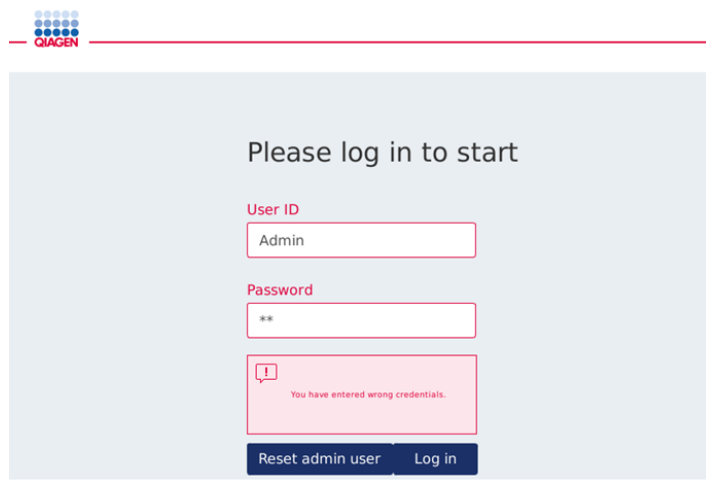 QIAGEN
Please log in to start
User ID
Admin
Password
**
!
You have entered wrong credentials.
Reset admin user Log in